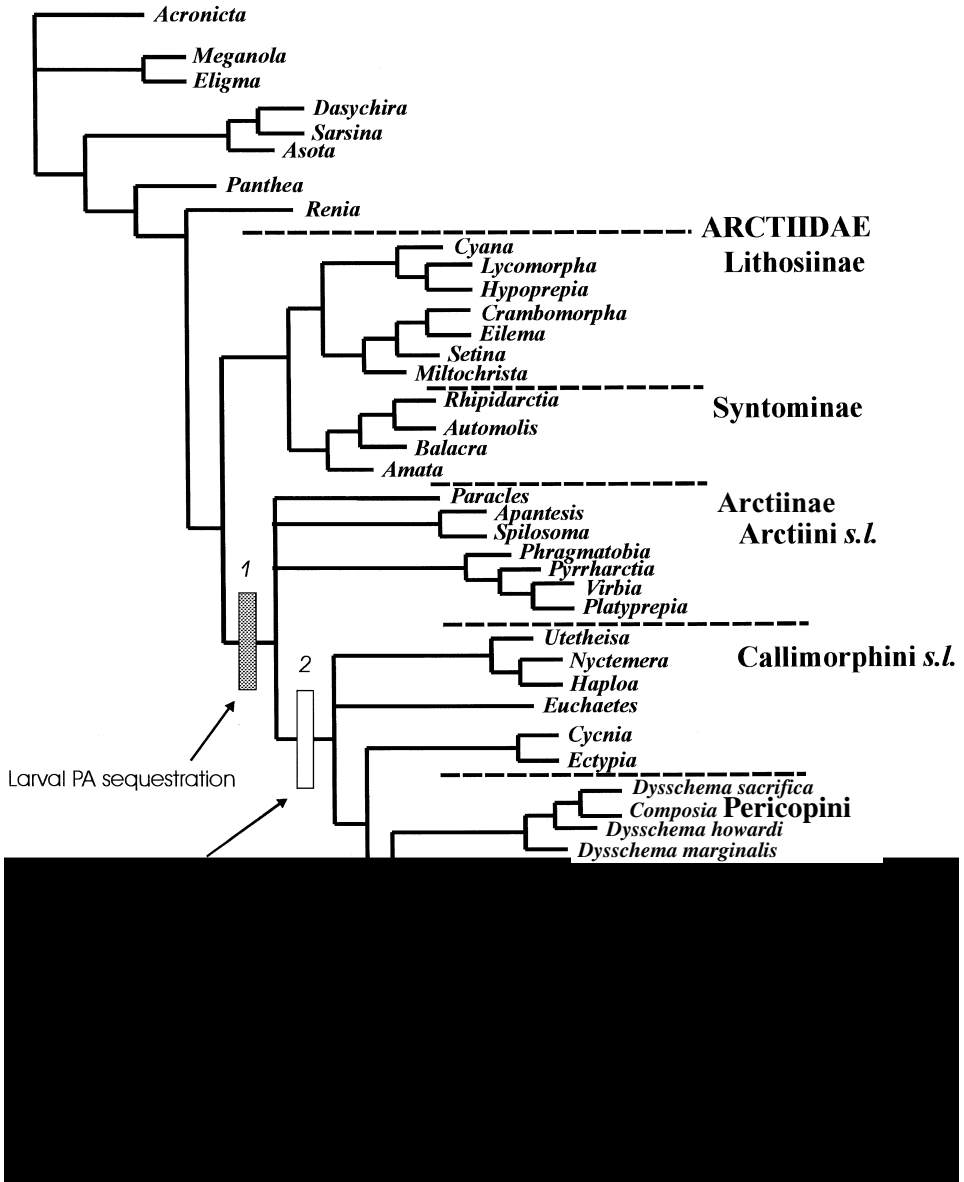 Acronicta
Meganola
Eligma
Dasychira
Sarsina
Asota
Panthea
Renia
ARCTIIDAE
Cyana
Lithosiinae
Lycomorpha
Hypoprepia
Crambomorpha
Eilema
Setina
Miltochrista
Rhipidarctia
Syntominae
Automolis
Balacra
Amata
Paracles
Arctiinae
Apantesis
Spilosoma
Arctiini s.l.
Phragmatobia
1
Pyrrharctia
Virbia
Platyprepia
Utetheisa
2
Nyctemera
Callimorphini s.l.
Haploa
Euchaetes
Cycnia
Ectypia
Larval PA sequestration
Dysschema sacrifica
Composia
Pericopini
Dysschema howardi
Dysschema marginalis